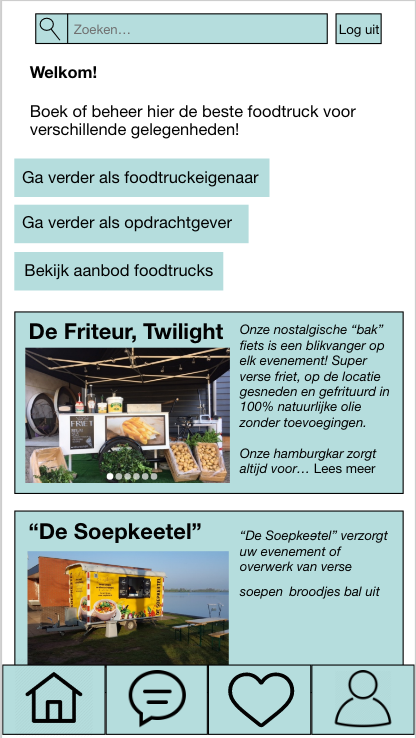 Zoeken...
Log uit
Welkom!
Boek of beheer hier de beste foodtruck voor
verschillende gelegenheden!
Ga verder als foodtruckeigenaar
Ga verder als opdrachtgever
Bekijk aanbod foodtrucks
De Friteur, Twilight
Onze nostalgische “bak”
fiets is een blikvanger op
elk evenement! Super
verse friet, op de locatie
gesneden en gefrituurd in
100% natuurlijke olie
zonder toevoegingen.
Onze hamburgkar zorgt
altijd voor… Lees meer
FRIET
“De Soepkeetel”
“De Soepkeetel” verzorgt
uw evenement of
overwerk van verse
soepen broodjes bal uit
DE SOEPKEETEL